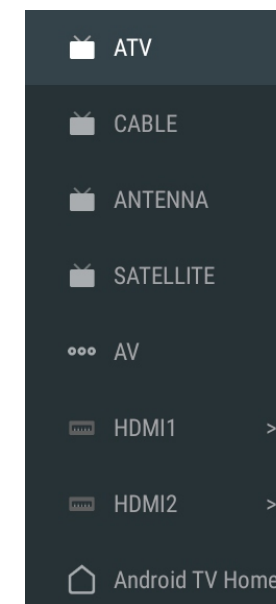 ATV
CABLE
ANTENNA
SATELLITE
AV
HDMI1 >
HDMI2 >
Android TV Home